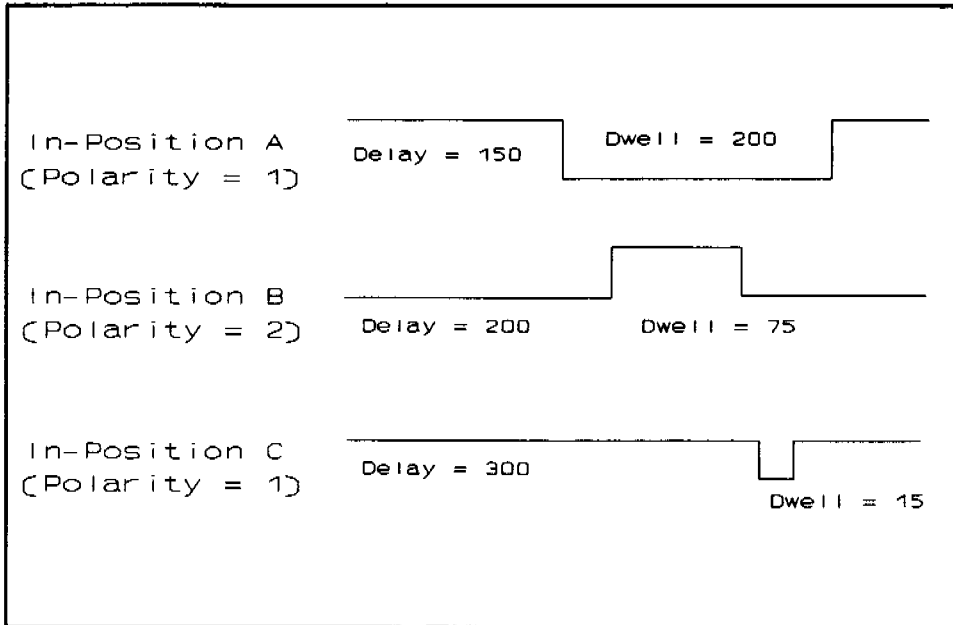 In-Position A
(Polarity = 1)
Delay = 150
Dwell = 200
In-Position B
(Polarity = 2)
Delay = 200
Dwell = 75
In-Position C
(Polarity = 1)
Delay = 300
Dwell = 15